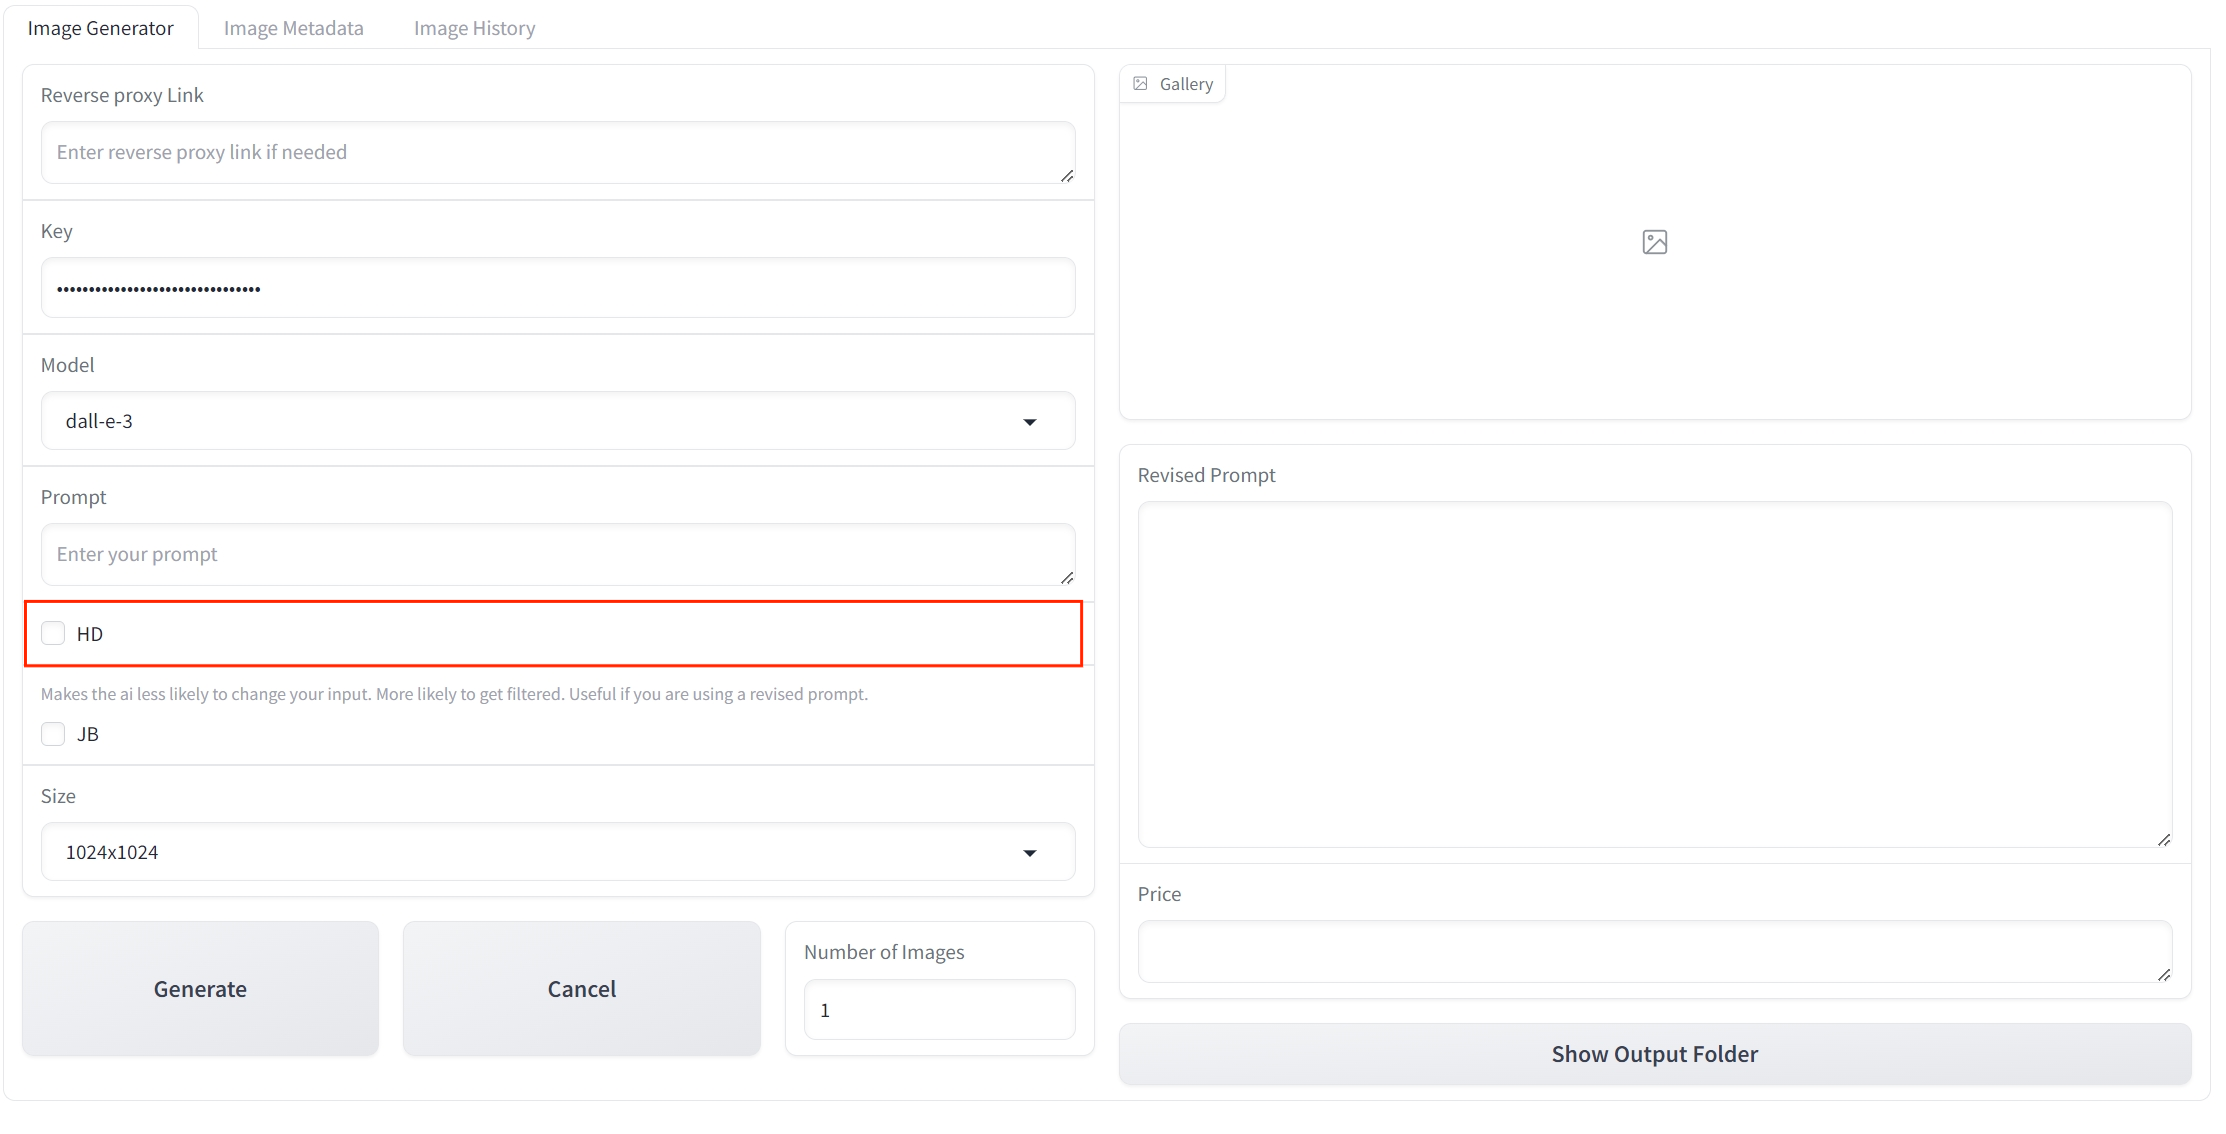 Image Generator
Image Metadata
Image History
Reverse proxy Link
Enter reverse proxy link if needed
Key
••••••••••••••••••••••••••••••••
Model
dall-e-3
Prompt
Enter your prompt
HD
Makes the ai less likely to change your input. More likely to get filtered. Useful if you are using a revised prompt.
JB
Size
1024x1024
Generate
Cancel
Number of Images
1
Gallery
Revised Prompt
Price
Show Output Folder